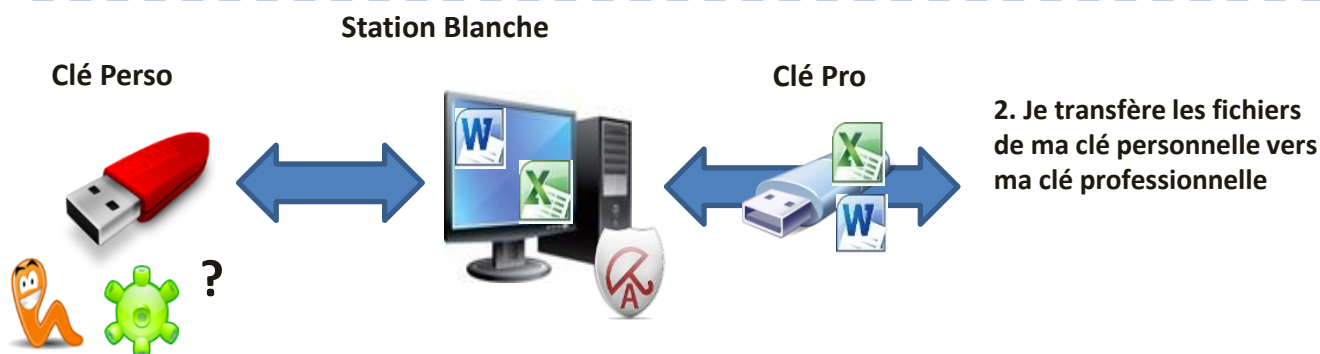 Station Blanche
Clé Perso
Clé Pro
2. Je transfère les fichiers
de ma clé personnelle vers
ma clé professionnelle
W
X
X
W
A
?